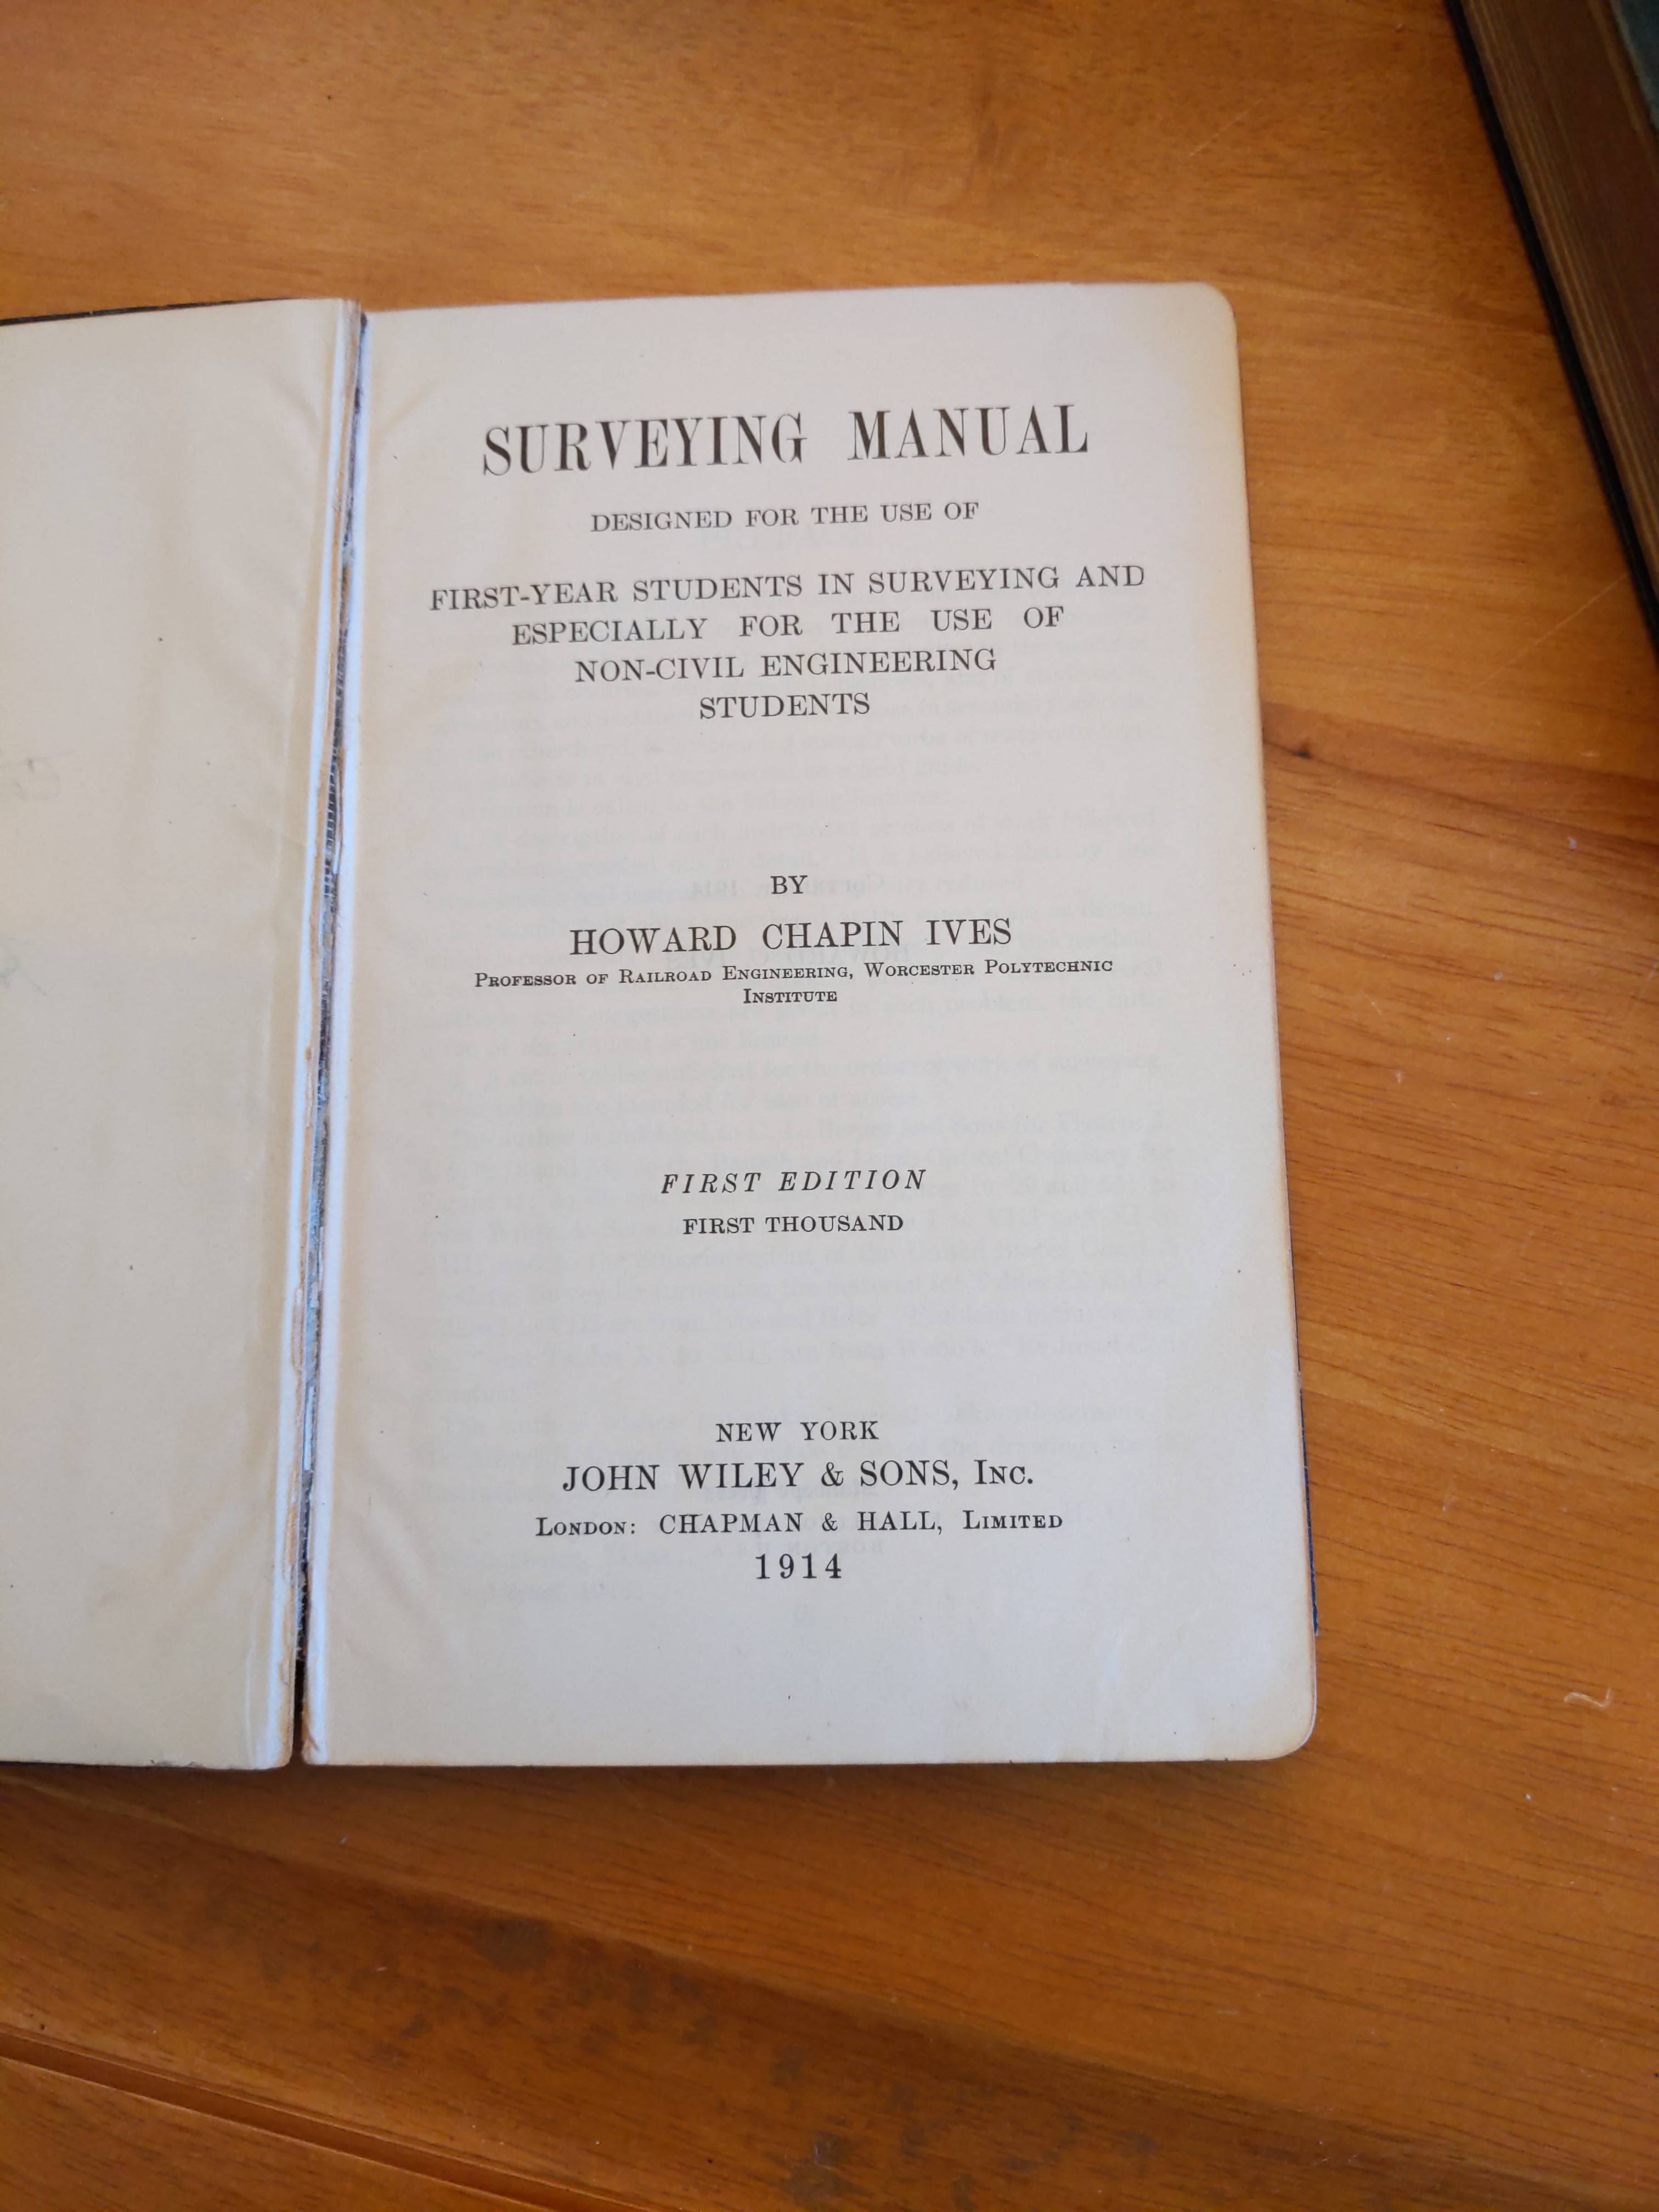 SURVEYING MANUAL
DESIGNED FOR THE USE OF
FIRST-YEAR STUDENTS IN SURVEYING AND
ESPECIALLY FOR THE USE OF
NON-CIVIL ENGINEERING
STUDENTS
BY
HOWARD CHAPIN IVES
PROFESSOR OF RAILROAD ENGINEERING, WORCESTER POLYTECHNIC
INSTITUTE
FIRST EDITION
FIRST THOUSAND
NEW YORK
JOHN WILEY & SONS, INC.
LONDON: CHAPMAN & HALL, LIMITED
1914